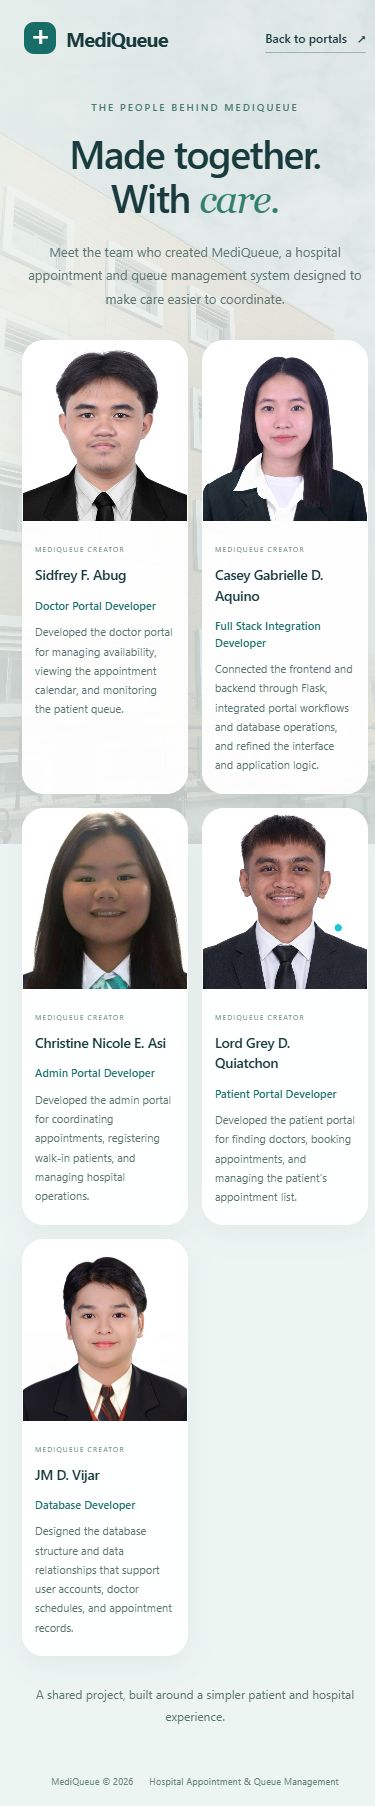 MediQueue
Back to portals ↗
THE PEOPLE BEHIND MEDIQUEUE
Made together.
With care.
Meet the team who created MediQueue, a hospital
appointment and queue management system designed to
make care easier to coordinate.
MEDIQUEUE CREATOR
Sidfrey F. Abug
Doctor Portal Developer
Developed the doctor portal
for managing availability,
viewing the appointment
calendar, and monitoring
the patient queue.
MEDIQUEUE CREATOR
Casey Gabrielle D.
Aquino
Full Stack Integration
Developer
Connected the frontend and
backend through Flask,
integrated portal workflows
and database operations,
and refined the interface
and application logic.
MEDIQUEUE CREATOR
Christine Nicole E. Asi
Admin Portal Developer
Developed the admin portal
for coordinating
appointments, registering
walk-in patients, and
managing hospital
operations.
MEDIQUEUE CREATOR
Lord Grey D.
Quiatchon
Patient Portal Developer
Developed the patient portal
for finding doctors, booking
appointments, and
managing the patient's
appointment list.
MEDIQUEUE CREATOR
JM D. Vijar
Database Developer
Designed the database
structure and data
relationships that support
user accounts, doctor
schedules, and appointment
records.
A shared project, built around a simpler patient and hospital
experience.
MediQueue © 2026 Hospital Appointment & Queue Management